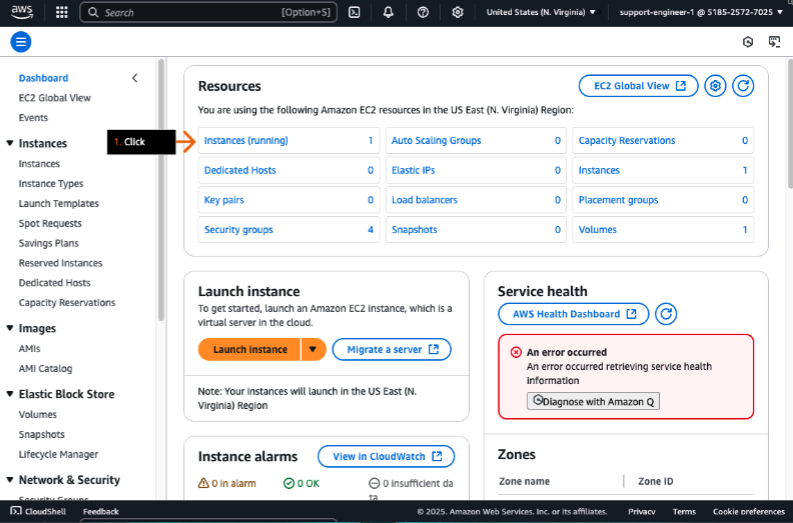 aws
Search [Option+S] United States (N. Virginia) support-engineer-1 @ 5185-2572-7025
Dashboard
EC2 Global View
Events
Instances
Instances
Instance Types
Launch Templates
Spot Requests
Savings Plans
Reserved Instances
Dedicated Hosts
Capacity Reservations
Images
AMIs
AMI Catalog
Elastic Block Store
Volumes
Snapshots
Lifecycle Manager
Network & Security
Security Groups
1. Click
Resources
EC2 Global View
You are using the following Amazon EC2 resources in the US East (N. Virginia) Region:
Instances (running) 1 Auto Scaling Groups 0 Capacity Reservations 0
Dedicated Hosts 0 Elastic IPs 0 Instances 1
Key pairs 0 Load balancers 0 Placement groups 0
Security groups 4 Snapshots 0 Volumes 1
Launch instance
To get started, launch an Amazon EC2 instance, which is a
virtual server in the cloud.
Launch instance Migrate a server
Note: Your instances will launch in the US East (N.
Virginia) Region
Instance alarms View in CloudWatch
0 in alarm 0 OK 0 insufficient da
ta
Service health
AWS Health Dashboard
An error occurred
An error occurred retrieving service health
information
Diagnose with Amazon Q
Zones
Zone name Zone ID
CloudShell Feedback © 2025, Amazon Web Services, Inc. or its affiliates. Privacy Terms Cookie preferences